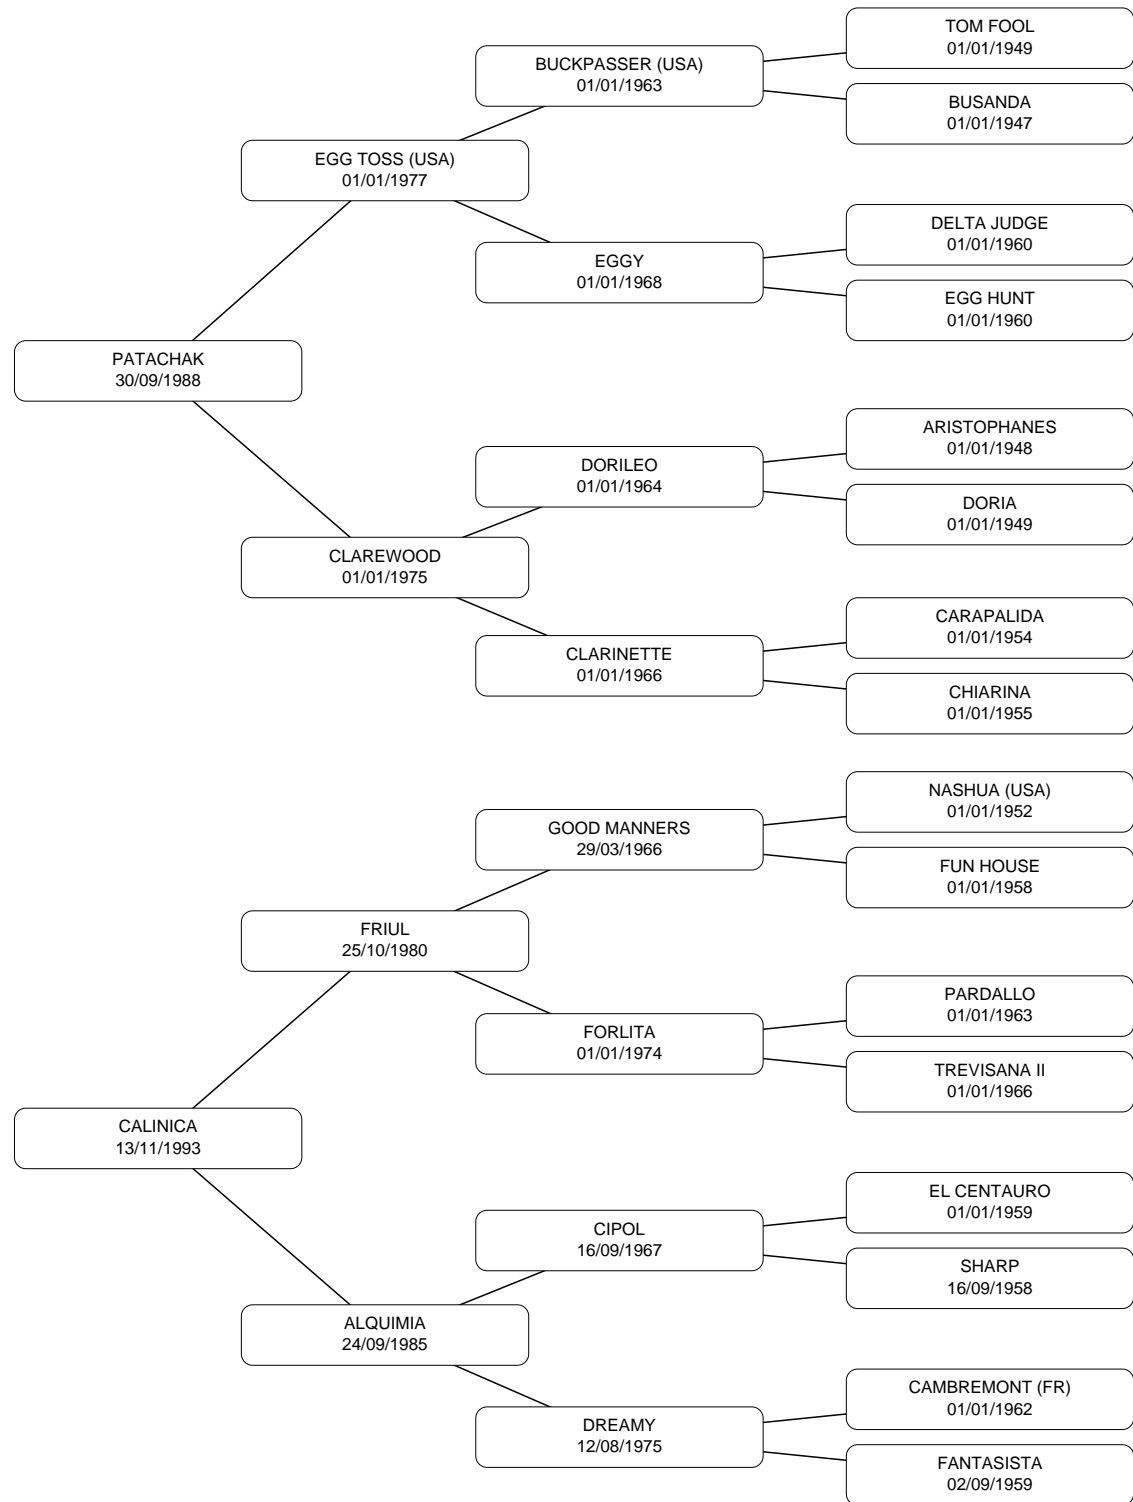 TOM FOOL
01/01/1949
BUCKPASSER (USA)
01/01/1963
BUSANDA
01/01/1947
EGG TOSS (USA)
01/01/1977
DELTA JUDGE
01/01/1960
EGGY
01/01/1968
EGG HUNT
01/01/1960
PATACHAK
30/09/1988
ARISTOPHANES
01/01/1948
DORILEO
01/01/1964
DORIA
01/01/1949
CLAREWOOD
01/01/1975
CARAPALIDA
01/01/1954
CLARINETTE
01/01/1966
CHIARINA
01/01/1955
NASHUA (USA)
01/01/1952
GOOD MANNERS
29/03/1966
FUN HOUSE
01/01/1958
FRIUL
25/10/1980
PARDALLO
01/01/1963
FORLITA
01/01/1974
TREVISANA II
01/01/1966
CALINICA
13/11/1993
EL CENTAURO
01/01/1959
CIPOL
16/09/1967
SHARP
16/09/1958
ALQUIMIA
24/09/1985
CAMBREMONT (FR)
01/01/1962
DREAMY
12/08/1975
FANTASISTA
02/09/1959